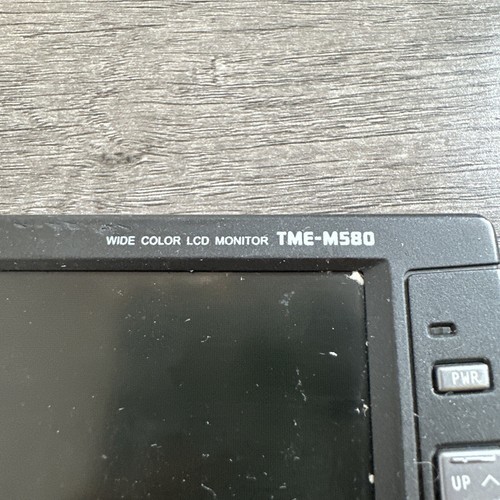 WIDE COLOR LCD MONITOR TME-M580
PWR
UP